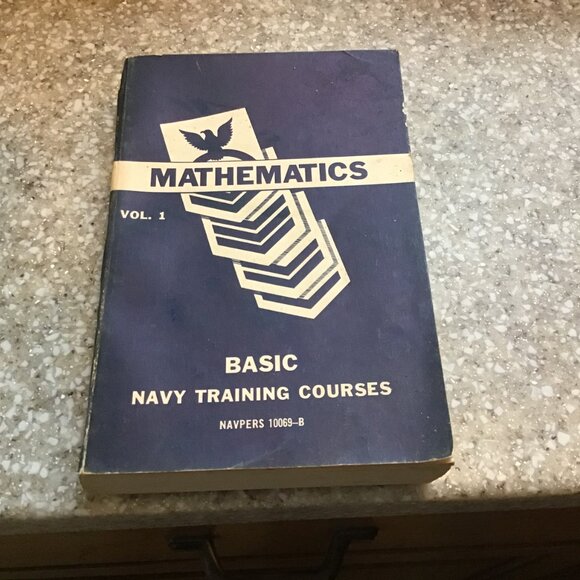 MATHEMATICS
VOL. 1
BASIC
NAVY TRAINING COURSES
NAVPERS 10069-B